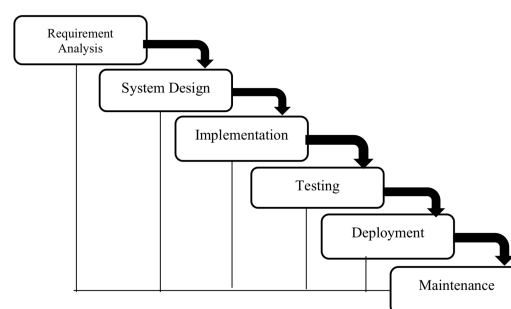 Requirement
Analysis
System Design
Implementation
Testing
Deployment
Maintenance